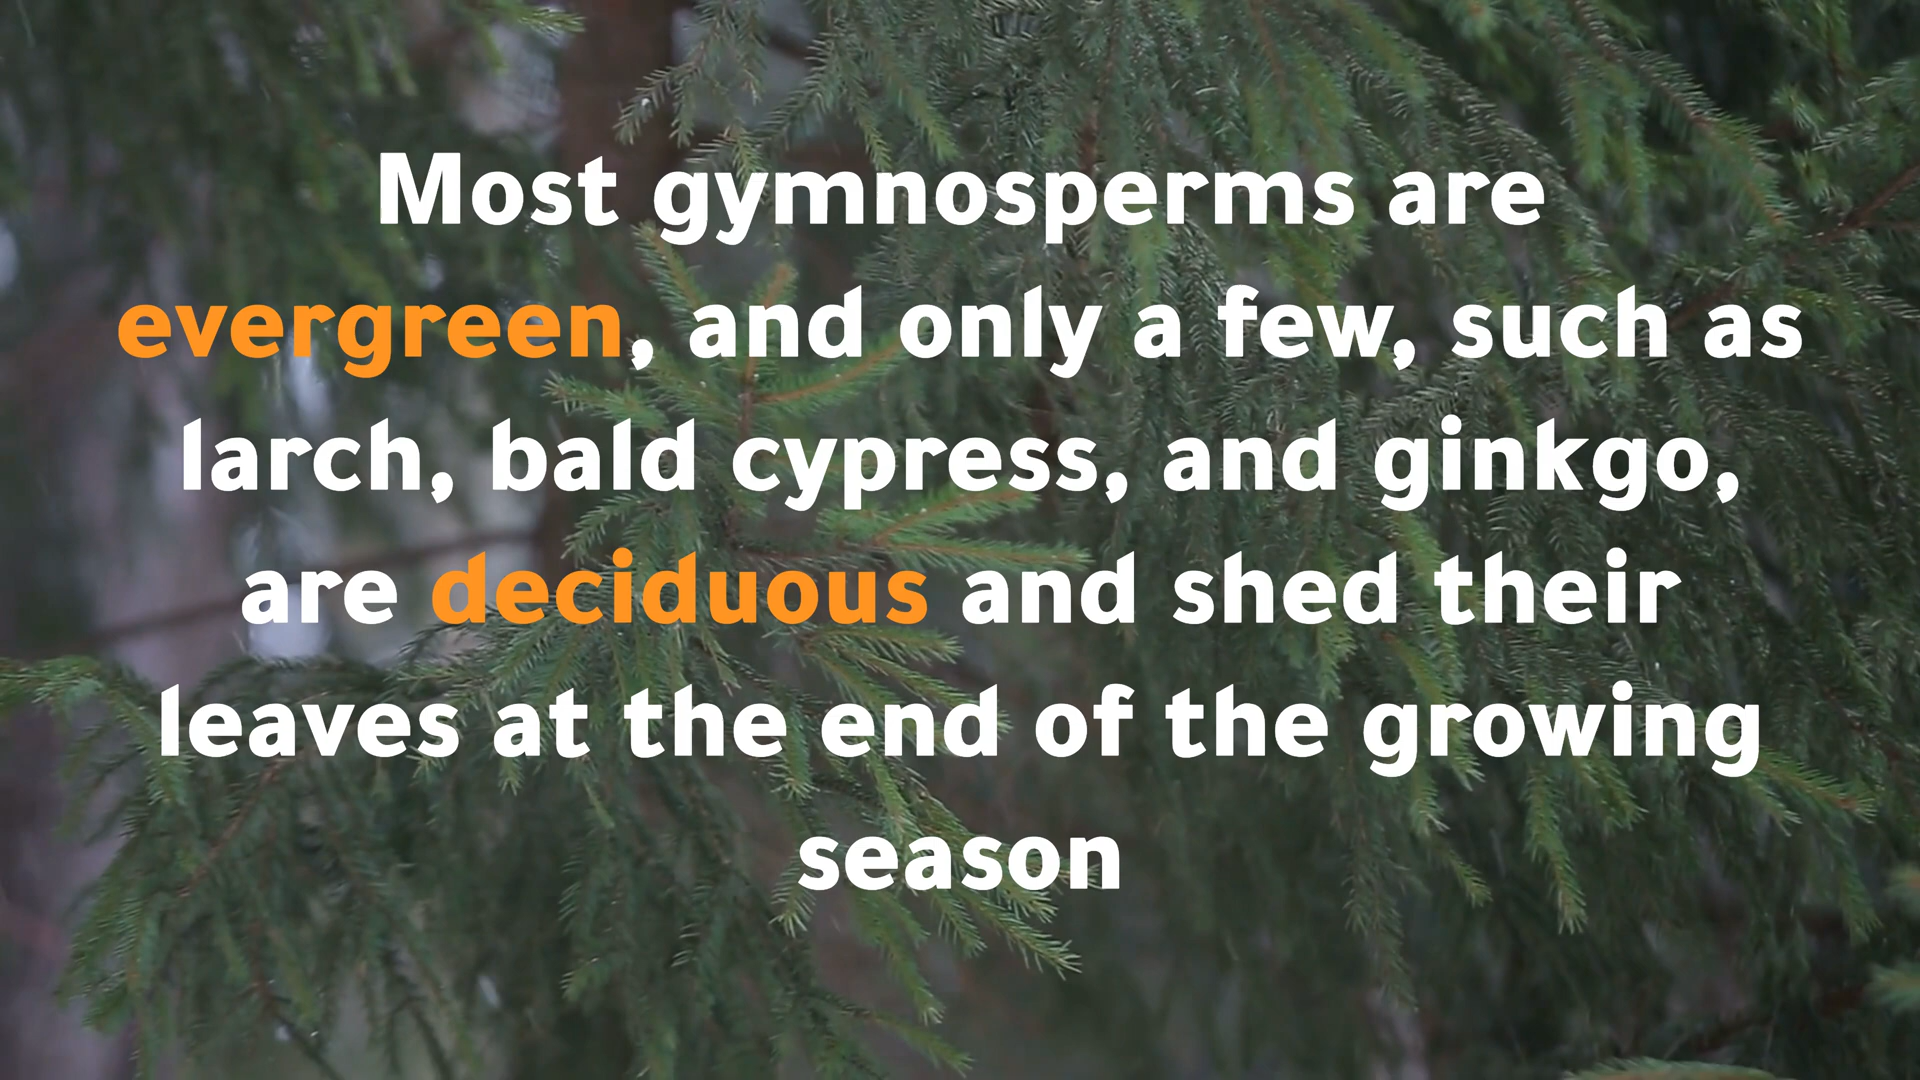 Most gymnosperms are
evergreen, and only a few, such as
larch, bald cypress, and ginkgo,
are deciduous and shed their
leaves at the end of the growing
season